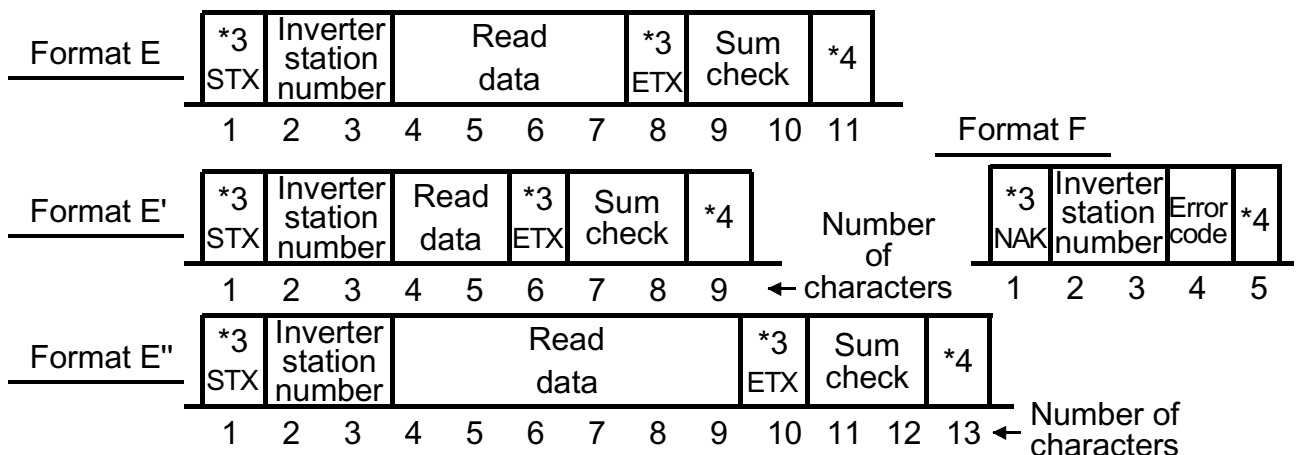 Format E
*3 STX
Inverter station number
Read data
*3 ETX
Sum check
*4
1 2 3 4 5 6 7 8 9 10 11
Format F
*3 NAK
Inverter station number
Error code
*4
1 2 3 4 5
Format E'
*3 STX
Inverter station number
Read data
*3 ETX
Sum check
*4
1 2 3 4 5 6 7 8 9
← Number of characters
Format E"
*3 STX
Inverter station number
Read data
*3 ETX
Sum check
*4
1 2 3 4 5 6 7 8 9 10 11 12 13
← Number of characters